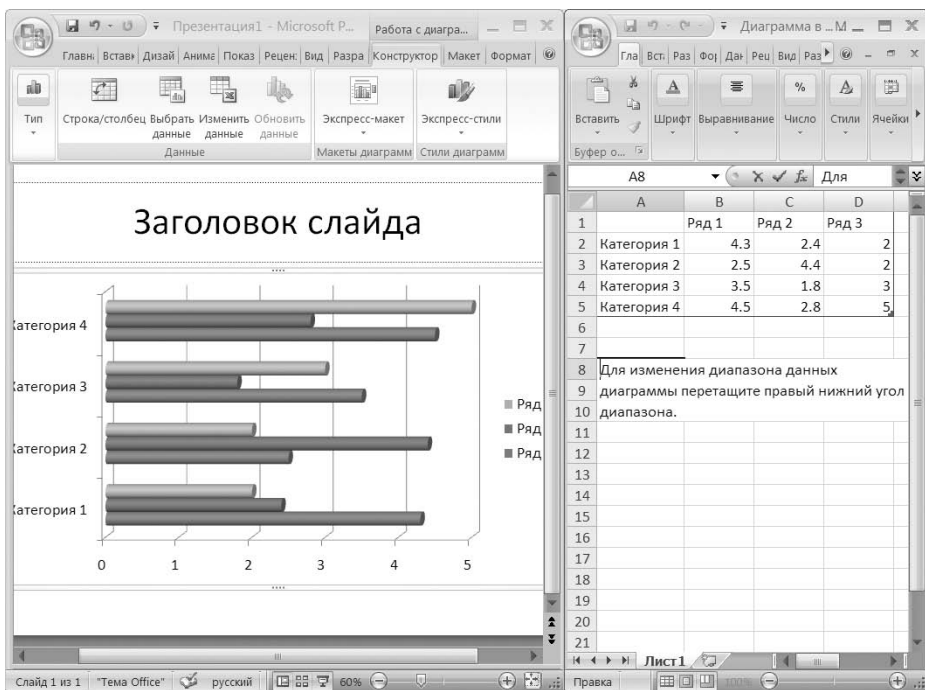 Презентация1 - Microsoft P...
Работа с диагра...
Главн Вставк Дизай Аниме Показ Рецен: Вид Разра Конструктор Макет Формат
Тип
Строка/столбец Выбрать данные Изменить данные Обновить данные
Экспресс-макет
Экспресс-стили
Данные
Макеты диаграмм Стили диаграмм
Заголовок слайда
Категория 4
Категория 3
Категория 2
Категория 1
0 1 2 3 4 5
Ряд
Ряд
Ряд
Слайд 1 из 1 "Тема Office" русский 60%
Диаграмма в ...M
Гла Вст Раз Фор Дан Рец Вид Раз
Вставить
Шрифт Выравнивание Число Стили Ячейки
Буфер о...
A8 fx Для
A B C D
1 Ряд 1 Ряд 2 Ряд 3
2 Категория 1 4.3 2.4 2
3 Категория 2 2.5 4.4 2
4 Категория 3 3.5 1.8 3
5 Категория 4 4.5 2.8 5
6
7
8 Для изменения диапазона данных
9 диаграммы перетащите правый нижний угол
10 диапазона.
11
12
13
14
15
16
17
18
19
20
21
Лист1
Правка 100%